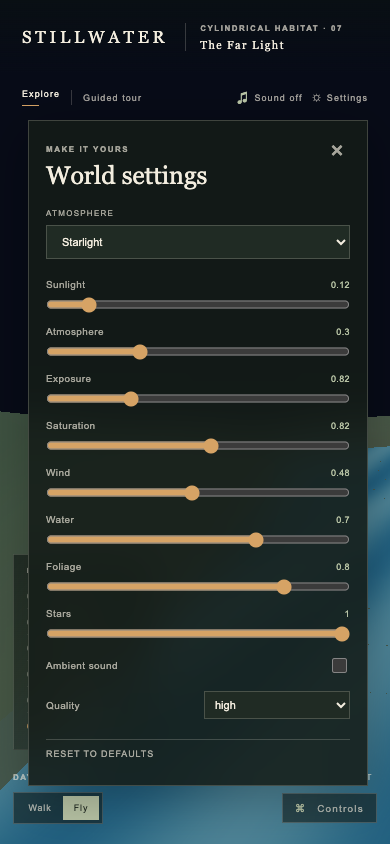 STILLWATER
CYLINDRICAL HABITAT · 07
The Far Light
Explore
Guided tour
Sound off
Settings
MAKE IT YOURS
World settings
ATMOSPHERE
Starlight
Sunlight 0.12
Atmosphere 0.3
Exposure 0.82
Saturation 0.82
Wind 0.48
Water 0.7
Foliage 0.8
Stars 1
Ambient sound
Quality high
RESET TO DEFAULTS
Walk Fly
⌘ Controls